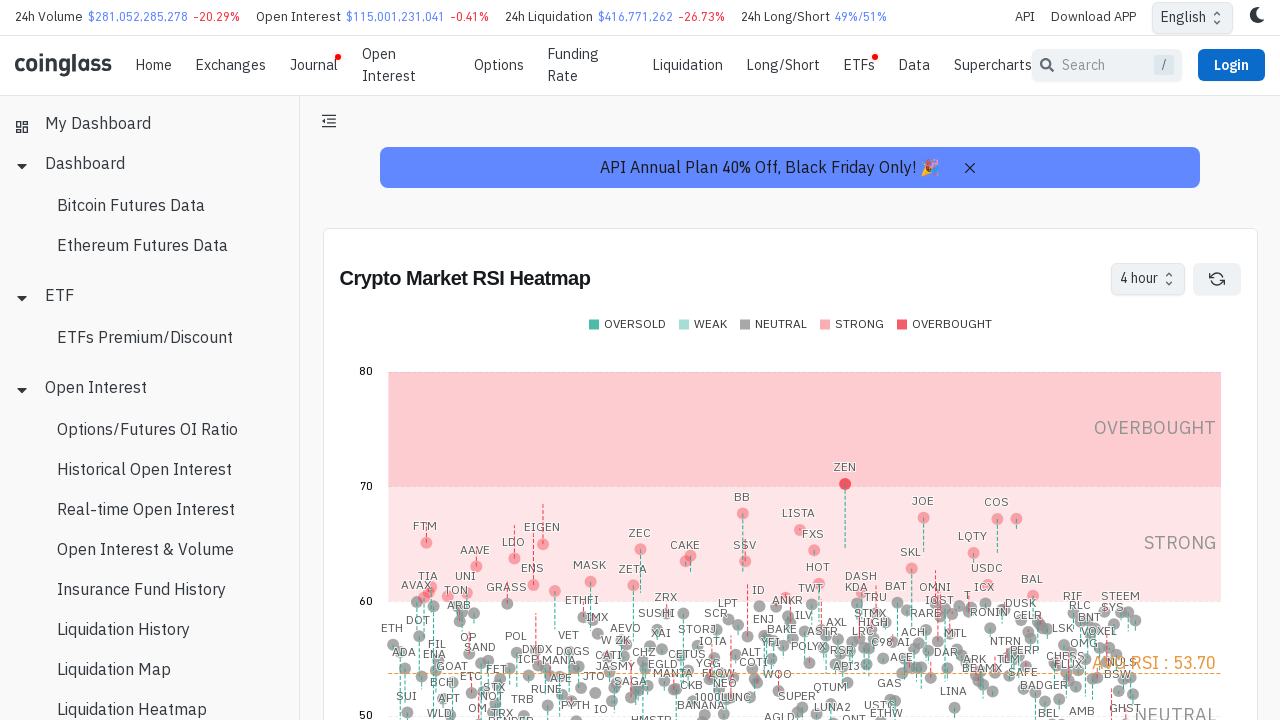 24h Volume $281,052,285,278 -20.29% Open Interest $115,001,231,041 -0.41% 24h Liquidation $416,771,262 -26.73% 24h Long/Short 49%/51% API Download APP English
coinglass Home Exchanges Journal Open Interest Options Funding Rate Liquidation Long/Short ETFs Data Supercharts Search / Login
My Dashboard
Dashboard
Bitcoin Futures Data
Ethereum Futures Data
ETF
ETFs Premium/Discount
Open Interest
Options/Futures OI Ratio
Historical Open Interest
Real-time Open Interest
Open Interest & Volume
Insurance Fund History
Liquidation History
Liquidation Map
Liquidation Heatmap
API Annual Plan 40% Off, Black Friday Only! 🎉
Crypto Market RSI Heatmap 4 hour
OVERSOLD WEAK NEUTRAL STRONG OVERBOUGHT
80
OVERBOUGHT
ZEN
70
BB JOE COS
FTM EIGEN LISTA
ZEC FXS LQTY
STRONG
LDO CAKE SSV
AAVE SKL
ENS MASK ZETA HOT USDC
TIA UNI DASH BAL
AVAX TON GRASS ID TWT KDA BAT OMNI ICX
60
ARB ETHFI ZRX LPT ANKR TRU T RIF STEEM
DOT IMX SUSHI SCR ENJ ILV STMX RARE RONIN DUSK CELR RLC SYS
ETH OP POL VET AEVO XAI STORJ BAKE ASTR AXL HIGH LRC ACH MTL LSK BNT VOXEL
ADA FIL ENA SAND DYDX DOGS ZK CHZ IOTA YFI POLYX RSR C98 AI NTRN PERP OMG
GOAT ICP MANA CATI CETUS ALT COTI API3 ACE DAR ARK TLM CHESS
AVG RSI : 53.70
BCH ETC FET APE JASMY EGLD YGG WOO BEAMX SAFE FLUX
SUI APT NOT STX RUNE JTO SAGA MANTA FLOW NEO QTUM GAS LINA BADGER BSW
WLD OM TRX TRB PYTH IO CKB 1000LUNC SUPER LUNA2 USTC BEL AMB GHST
BANANA AGLD ETHW
50
NEUTRAL